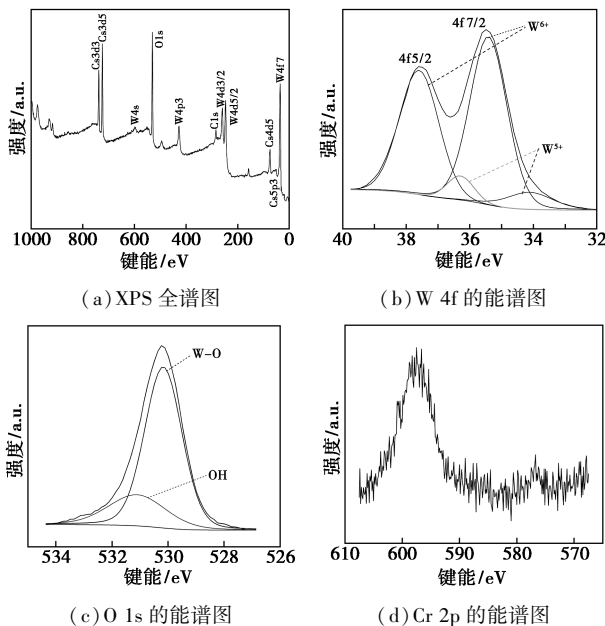 强度/a.u.
Cs3d3
Cs3d5
W4s
O1s
W4p3
C1s
W4d3/2
W4d5/2
Cs4d5
Cs5p3
W4f7
1000 800 600 400 200 0
键能/eV
(a)XPS 全谱图
强度/a.u.
4f5/2
4f 7/2
W6+
W5+
40 38 36 34 32
键能/eV
(b)W 4f 的能谱图
强度/a.u.
W-O
OH
534 532 530 528 526
键能/eV
(c)O 1s 的能谱图
强度/a.u.
610 600 590 580 570
键能/eV
(d)Cr 2p 的能谱图